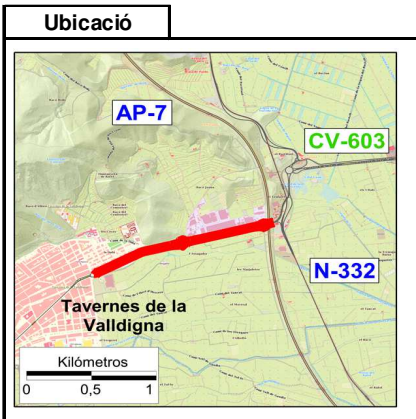 Ubicació
AP-7
CV-603
N-332
Tavernes de la
Valldigna
Kilómetros
0 0,5 1